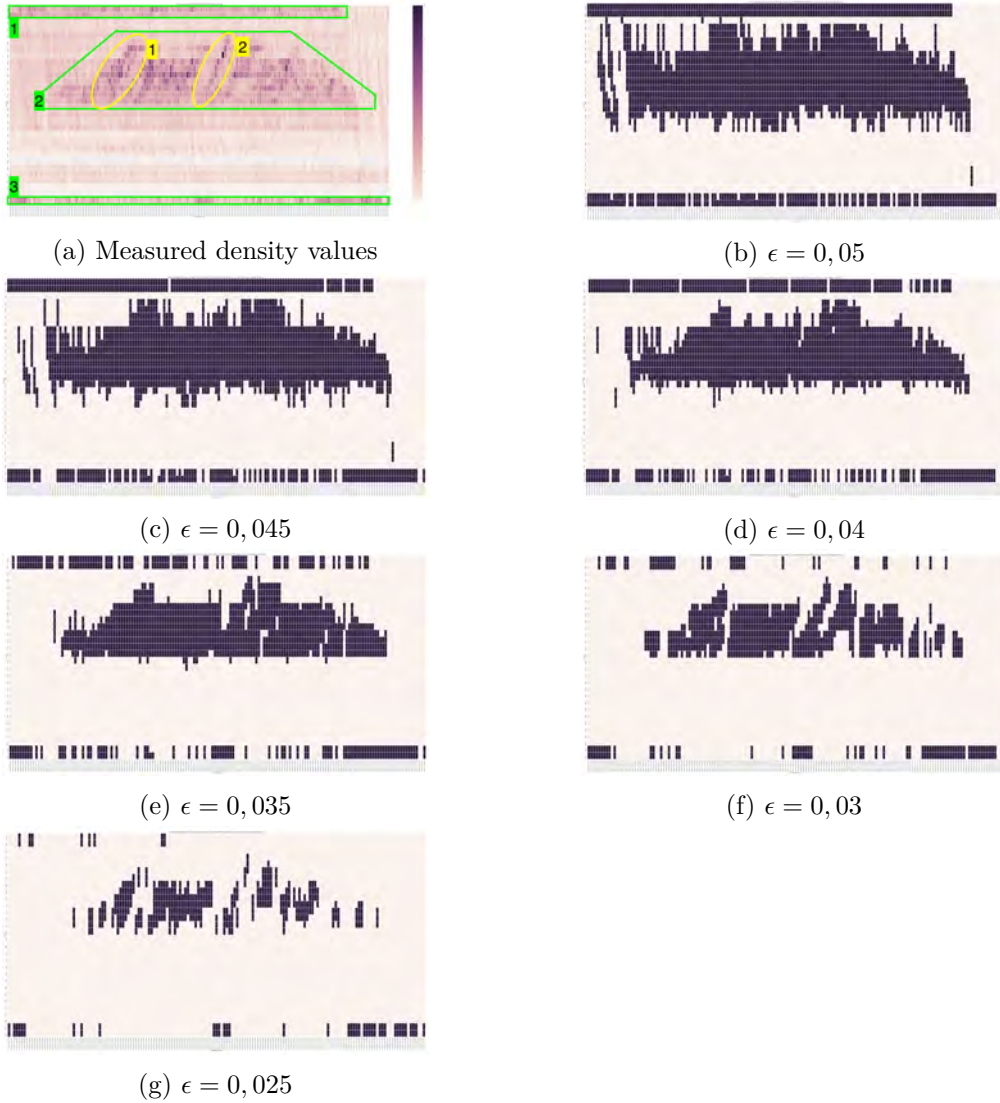 1
1
2
2
3
(a) Measured density values
(b) ϵ = 0, 05
(c) ϵ = 0, 045
(d) ϵ = 0, 04
(e) ϵ = 0, 035
(f) ϵ = 0, 03
(g) ϵ = 0, 025